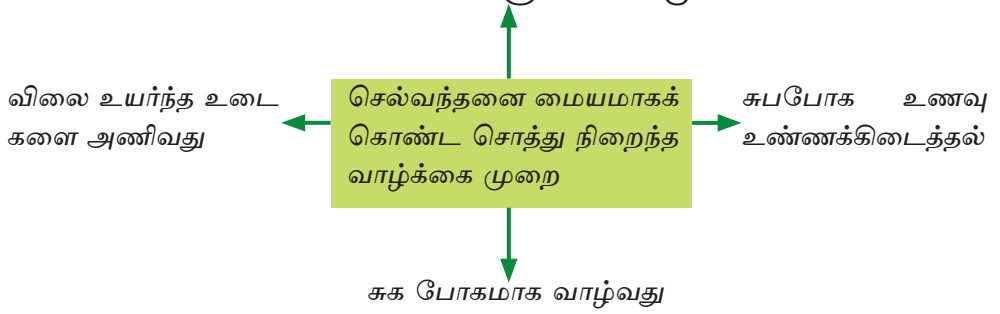 விலை உயர்ந்த உடை
களை அணிவது
செல்வந்தனை மையமாகக்
கொண்ட சொத்து நிறைந்த
வாழ்க்கை முறை
சுபபோக உணவு
உண்ணக்கிடைத்தல்
சுக போகமாக வாழ்வது